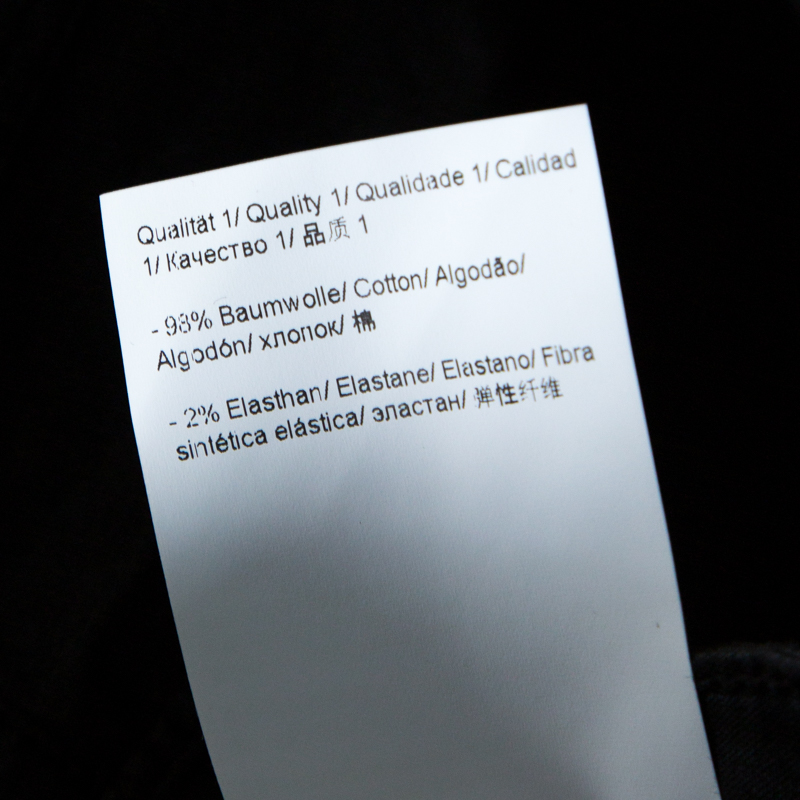 Qualität 1/ Quality 1/ Qualidade 1/ Calidad
1/ Качество 1/ 品质 1
- 98% Baumwolle/ Cotton/ Algodão/
Algodón/ хлопок/ 棉
- 2% Elasthan/ Elastane/ Elastano/ Fibra
sintética elástica/ эластан/ 弹性纤维